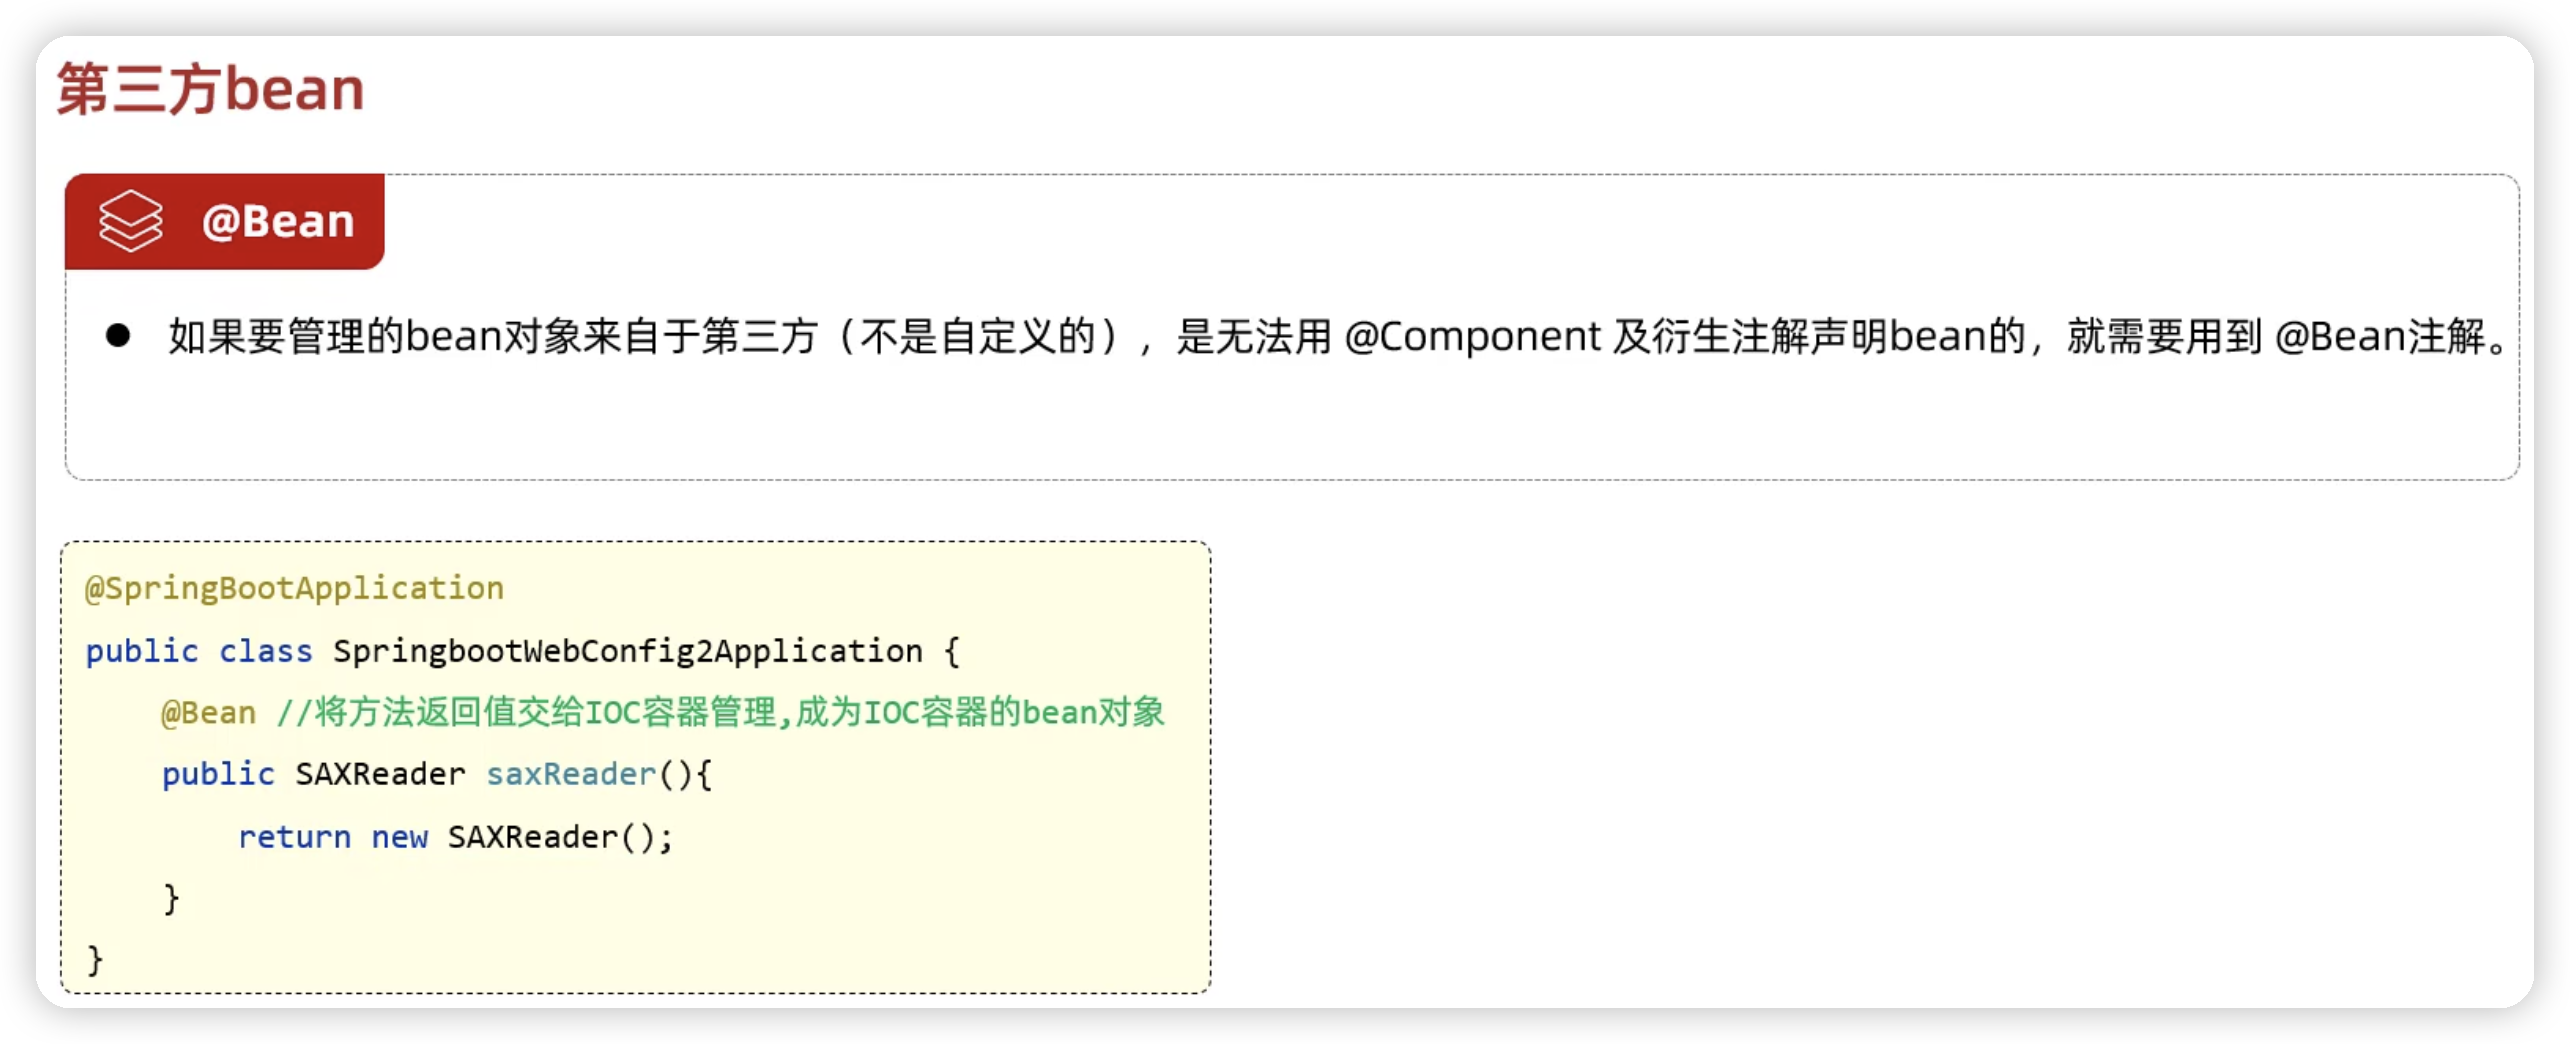 第三方bean
@Bean
● 如果要管理的bean对象来自于第三方（不是自定义的），是无法用 @Component 及衍生注解声明bean的，就需要用到 @Bean注解。
@SpringBootApplication
public class SpringbootWebConfig2Application {
    @Bean //将方法返回值交给IOC容器管理,成为IOC容器的bean对象
    public SAXReader saxReader(){
        return new SAXReader();
    }
}